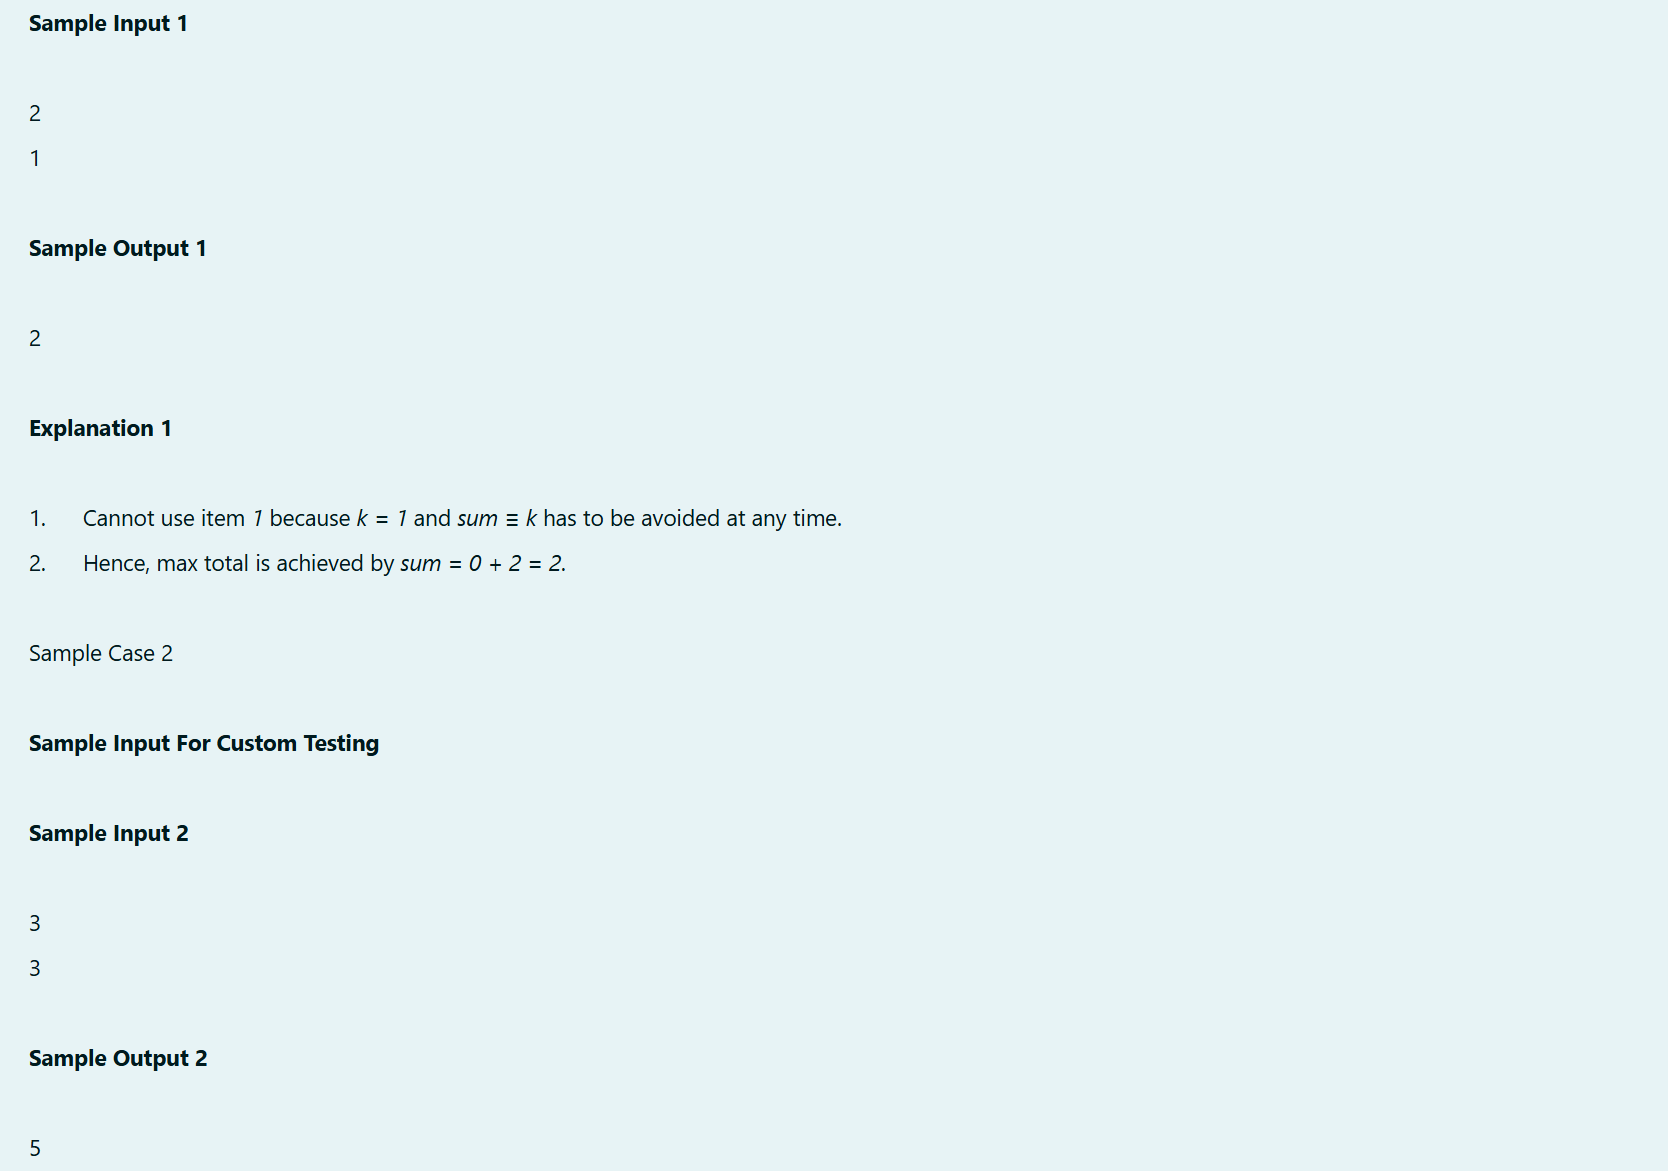 Sample Input 1
2
1
Sample Output 1
2
Explanation 1
1. Cannot use item 1 because k = 1 and sum ≡ k has to be avoided at any time.
2. Hence, max total is achieved by sum = 0 + 2 = 2.
Sample Case 2
Sample Input For Custom Testing
Sample Input 2
3
3
Sample Output 2
5